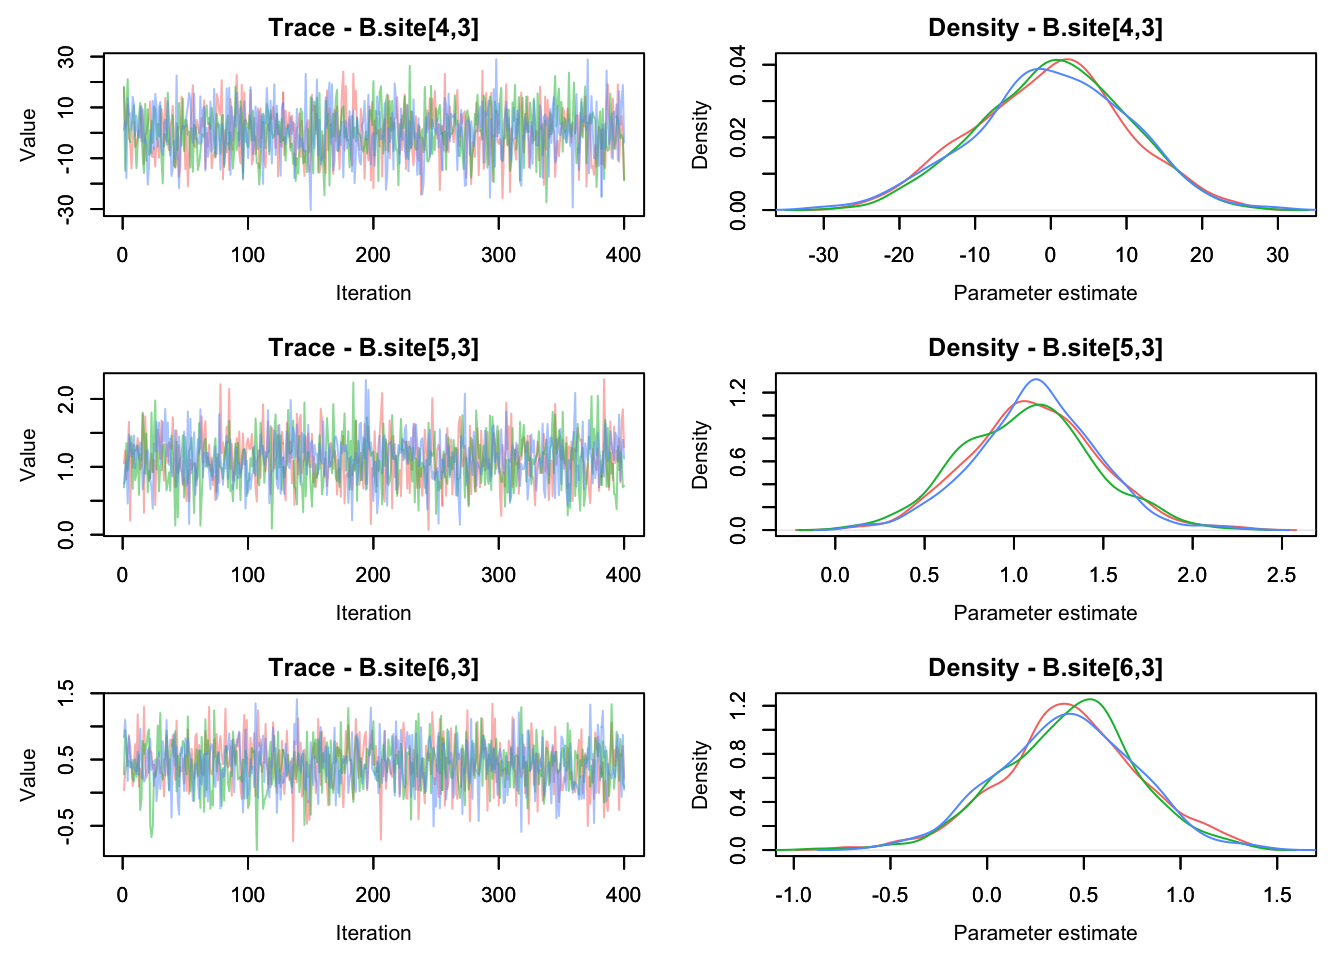 Trace - B.site[4,3]
Value
30
10
-10
-30
0 100 200 300 400
Iteration
Density - B.site[4,3]
Density
0.04
0.02
0.00
-30 -20 -10 0 10 20 30
Parameter estimate
Trace - B.site[5,3]
Value
2.0
1.0
0.0
0 100 200 300 400
Iteration
Density - B.site[5,3]
Density
1.2
0.6
0.0
0.0 0.5 1.0 1.5 2.0 2.5
Parameter estimate
Trace - B.site[6,3]
Value
1.5
0.5
-0.5
0 100 200 300 400
Iteration
Density - B.site[6,3]
Density
1.2
0.8
0.4
0.0
-1.0 -0.5 0.0 0.5 1.0 1.5
Parameter estimate